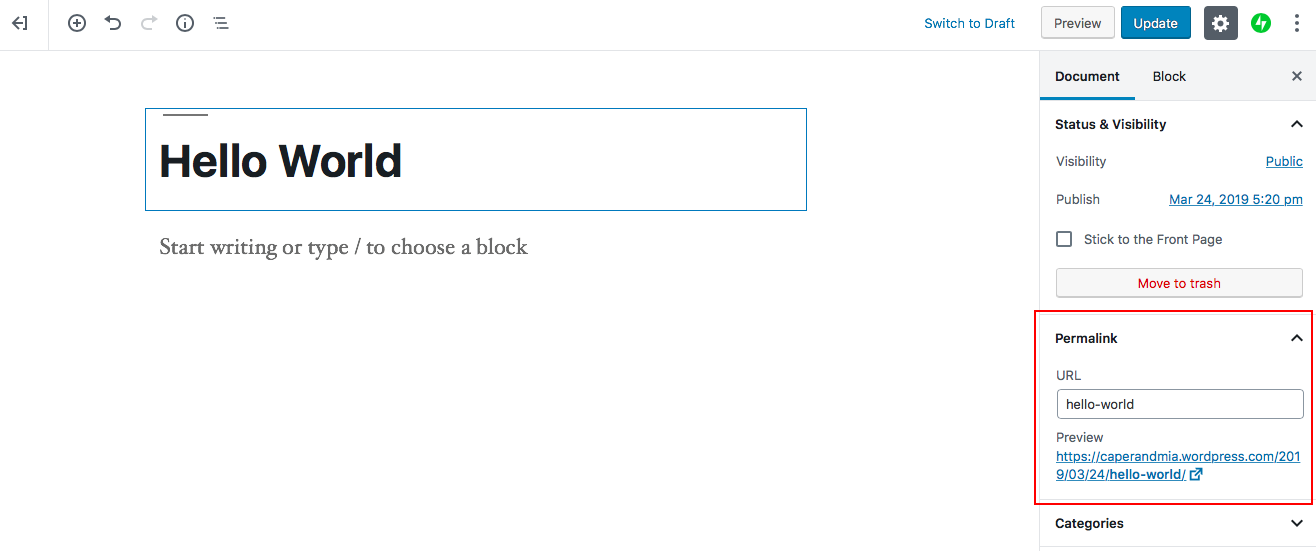 Switch to Draft Preview Update
Document Block
Hello World
Start writing or type / to choose a block
Status & Visibility
Visibility Public
Publish Mar 24, 2019 5:20 pm
Stick to the Front Page
Move to trash
Permalink
URL
hello-world
Preview
https://caperandmia.wordpress.com/201
9/03/24/hello-world/
Categories